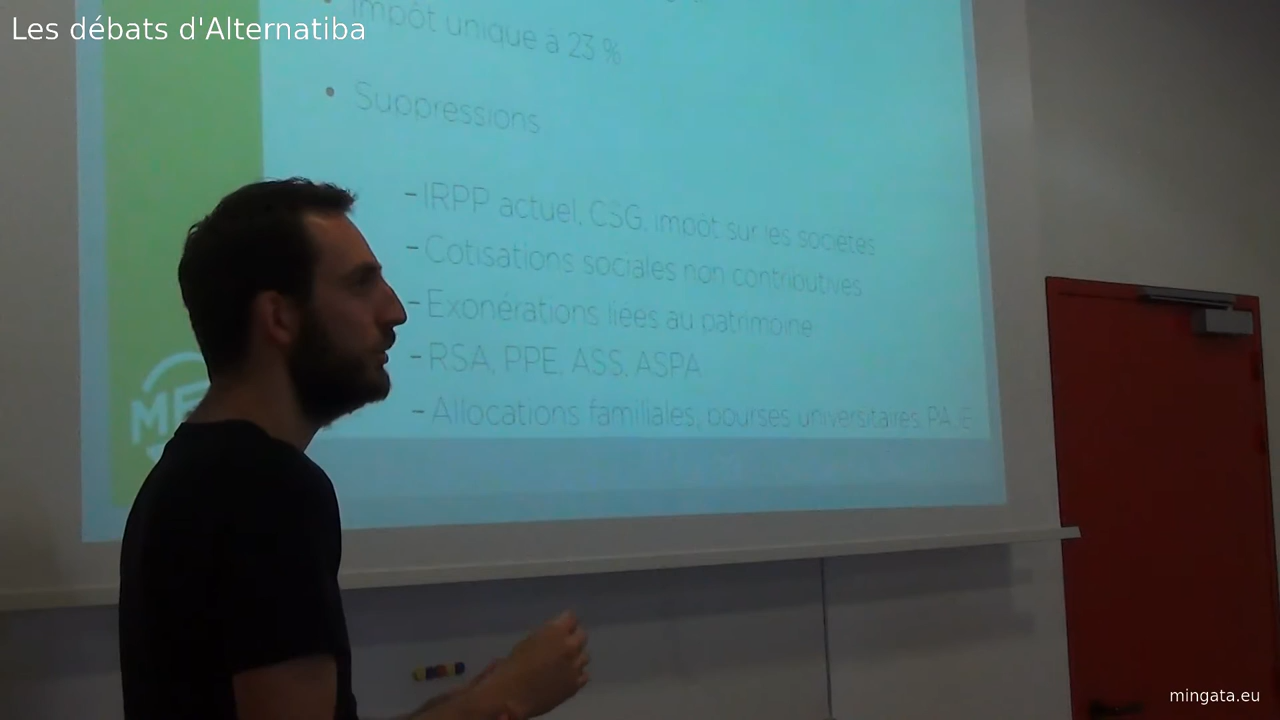 Les débats d'Alternatiba
• Impôt unique à 23 %
• Suppressions
– IRPP actuel, CSG, impôt sur les sociétés
– Cotisations sociales non contributives
– Exonérations liées au patrimoine
– RSA, PPE, ASS, ASPA
– Allocations familiales, bourses universitaires, PAJE
mingata.eu